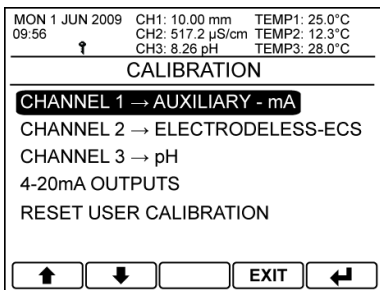 MON 1 JUN 2009 CH1: 10.00 mm TEMP1: 25.0°C
09:56 CH2: 517.2 µS/cm TEMP2: 12.3°C
CH3: 8.26 pH TEMP3: 28.0°C
CALIBRATION
CHANNEL 1 → AUXILIARY - mA
CHANNEL 2 → ELECTRODELESS-ECS
CHANNEL 3 → pH
4-20mA OUTPUTS
RESET USER CALIBRATION
EXIT